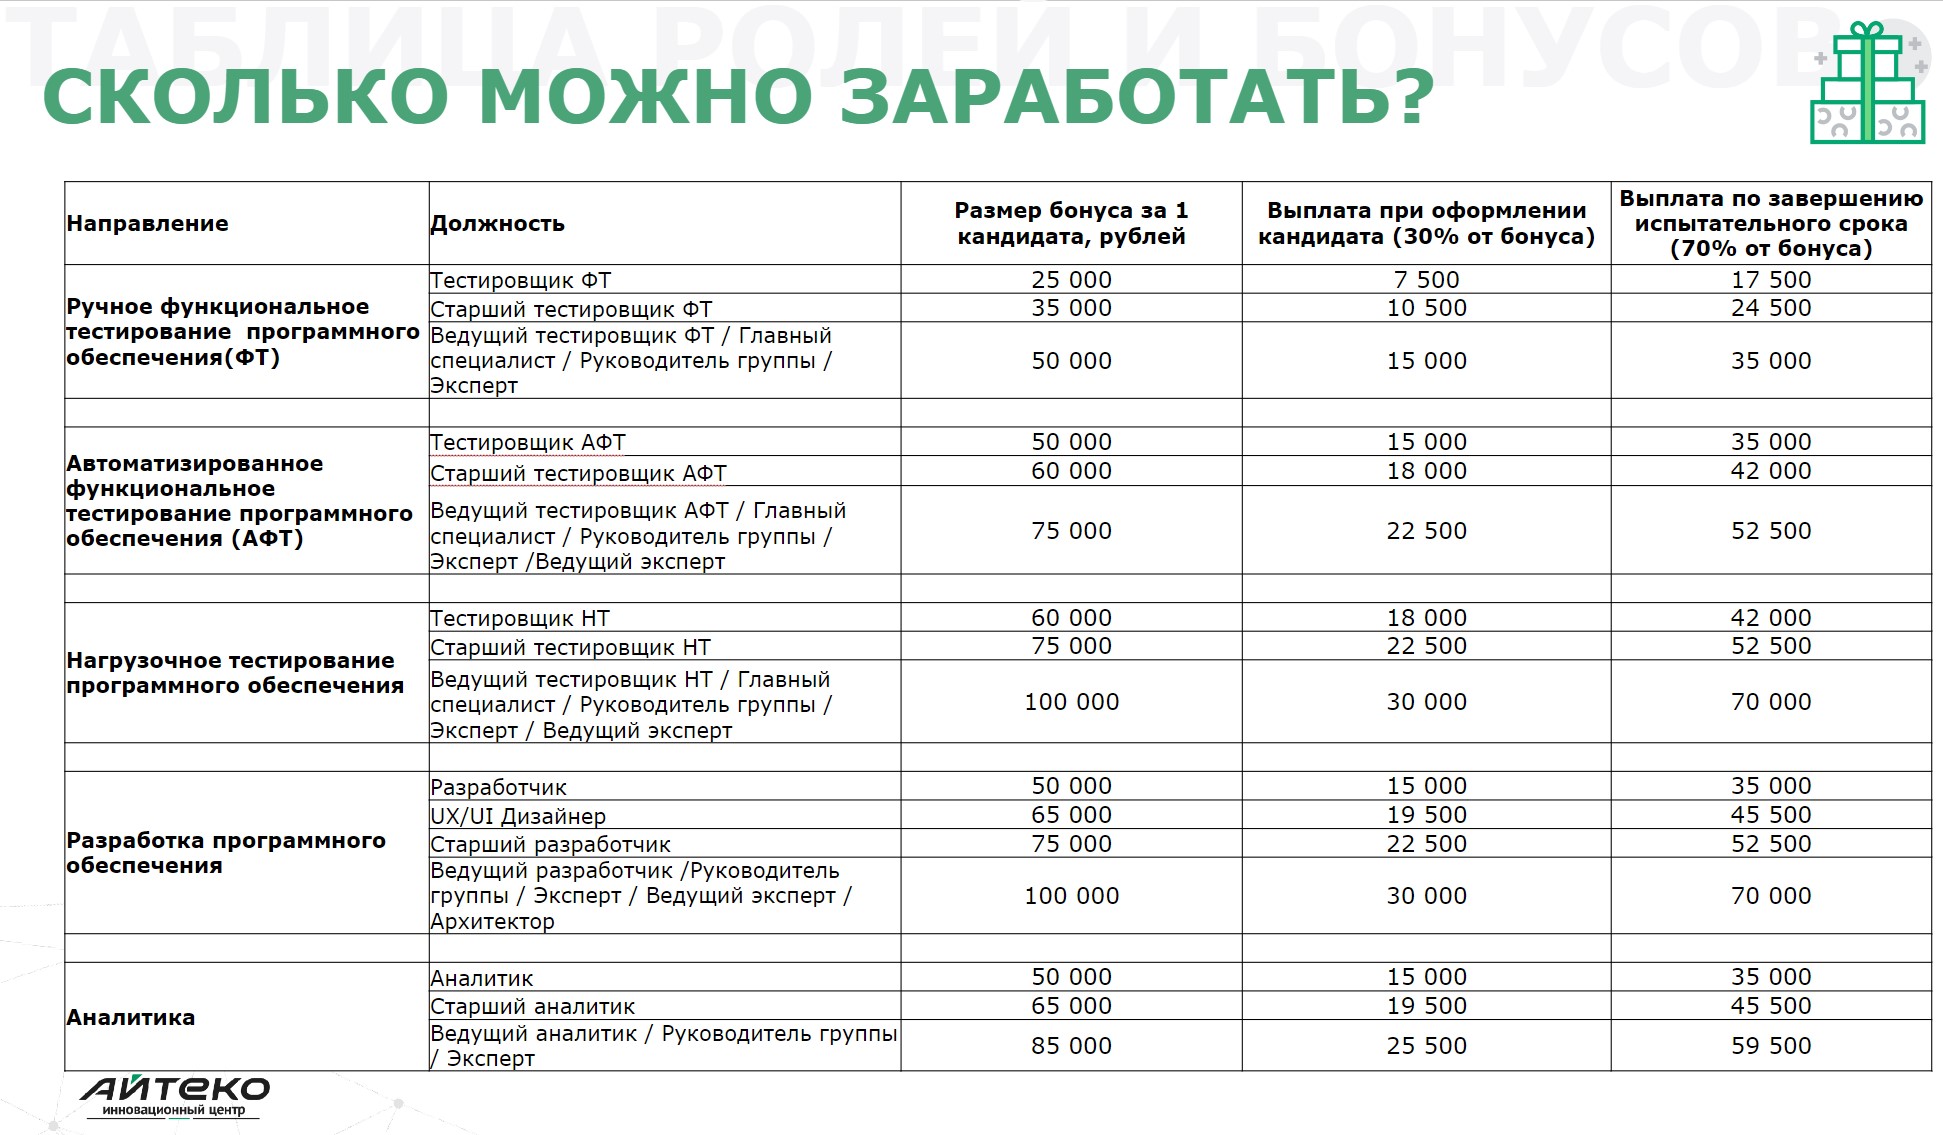 ТАБЛИЦА РОЛЕЙ И БОНУСОВ
СКОЛЬКО МОЖНО ЗАРАБОТАТЬ?
Направление
Должность
Размер бонуса за 1
кандидата, рублей
Выплата при оформлении
кандидата (30% от бонуса)
Выплата по завершению
испытательного срока
(70% от бонуса)
Ручное функциональное
тестирование программного
обеспечения(ФТ)
Тестировщик ФТ 25 000 7 500 17 500
Старший тестировщик ФТ 35 000 10 500 24 500
Ведущий тестировщик ФТ / Главный
специалист / Руководитель группы /
Эксперт
50 000 15 000 35 000
Автоматизированное
функциональное
тестирование программного
обеспечения (АФТ)
Тестировщик АФТ 50 000 15 000 35 000
Старший тестировщик АФТ 60 000 18 000 42 000
Ведущий тестировщик АФТ / Главный
специалист / Руководитель группы /
Эксперт /Ведущий эксперт
75 000 22 500 52 500
Нагрузочное тестирование
программного обеспечения
Тестировщик НТ 60 000 18 000 42 000
Старший тестировщик НТ 75 000 22 500 52 500
Ведущий тестировщик НТ / Главный
специалист / Руководитель группы /
Эксперт / Ведущий эксперт
100 000 30 000 70 000
Разработка программного
обеспечения
Разработчик 50 000 15 000 35 000
UX/UI Дизайнер 65 000 19 500 45 500
Старший разработчик 75 000 22 500 52 500
Ведущий разработчик /Руководитель
группы / Эксперт / Ведущий эксперт /
Архитектор
100 000 30 000 70 000
Аналитика
Аналитик 50 000 15 000 35 000
Старший аналитик 65 000 19 500 45 500
Ведущий аналитик / Руководитель группы
/ Эксперт
85 000 25 500 59 500
АЙТЕКО
инновационный центр